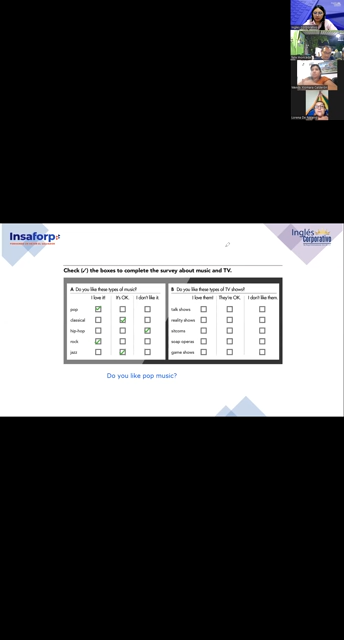 Insaforp
Inglés
Corporativo
Check (✓) the boxes to complete the survey about music and TV.
A Do you like these types of music?
I love it! It's OK. I don't like it.
pop
classical
hip-hop
rock
jazz
B Do you like these types of TV shows?
I love them! They're OK. I don't like them.
talk shows
reality shows
sitcoms
soap operas
game shows
Do you like pop music?